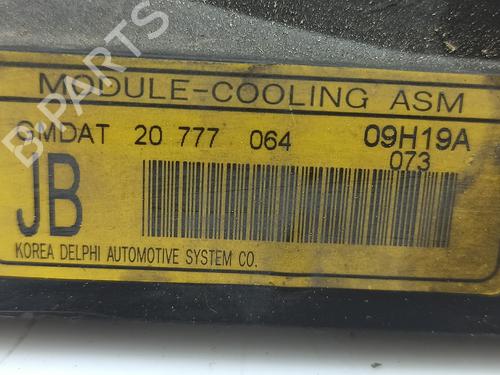 B-PARTS
MODULE-COOLING ASM
GMDAT 20 777 064 09H19A
073
JB
KOREA DELPHI AUTOMOTIVE SYSTEM CO.